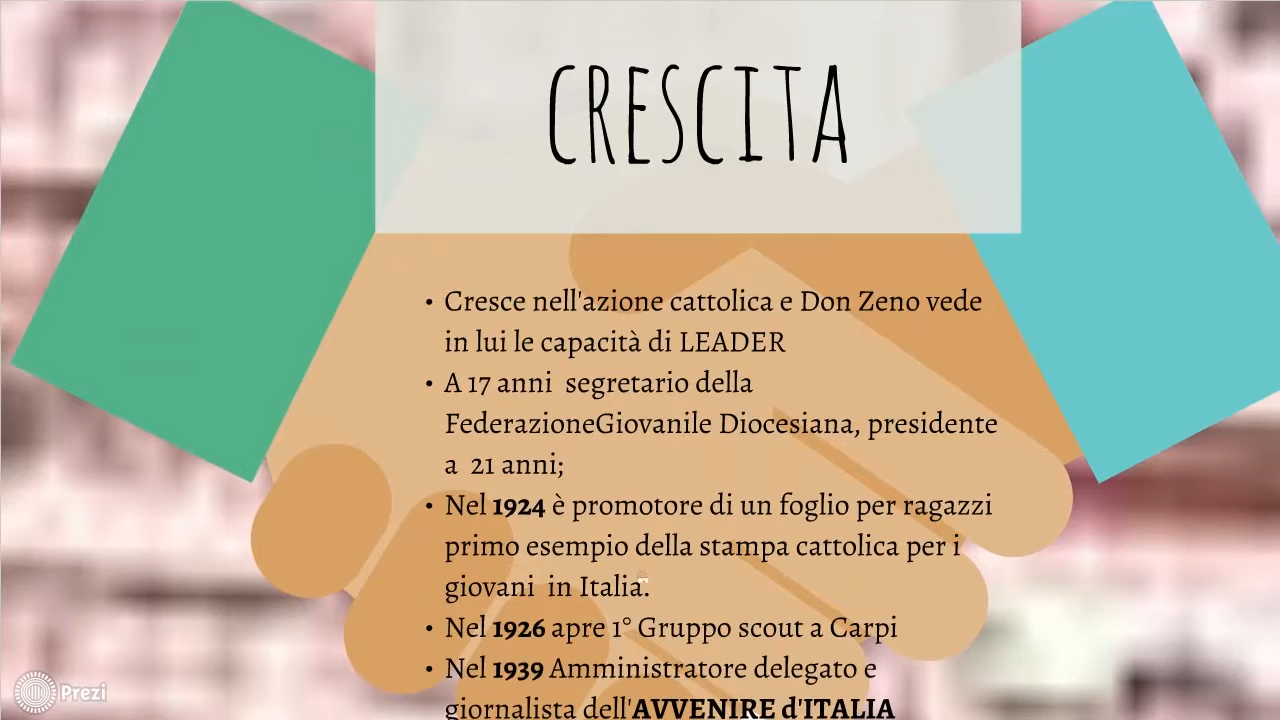 CRESCITA
• Cresce nell'azione cattolica e Don Zeno vede
in lui le capacità di LEADER
• A 17 anni  segretario della
FederazioneGiovanile Diocesiana, presidente
a  21 anni;
• Nel 1924 è promotore di un foglio per ragazzi
primo esempio della stampa cattolica per i
giovani  in Italia.
• Nel 1926 apre 1° Gruppo scout a Carpi
• Nel 1939 Amministratore delegato e
giornalista dell'AVVENIRE d'ITALIA
Prezi